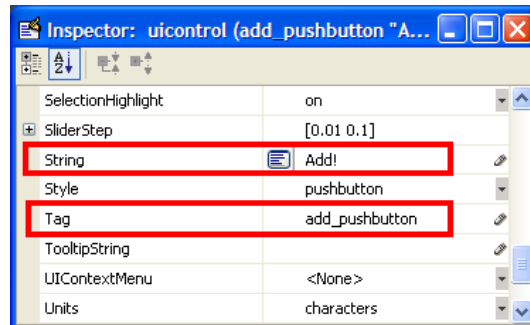 Inspector: uicontrol (add_pushbutton "A...
SelectionHighlight on
SliderStep [0.01 0.1]
String Add!
Style pushbutton
Tag add_pushbutton
TooltipString
UIContextMenu <None>
Units characters